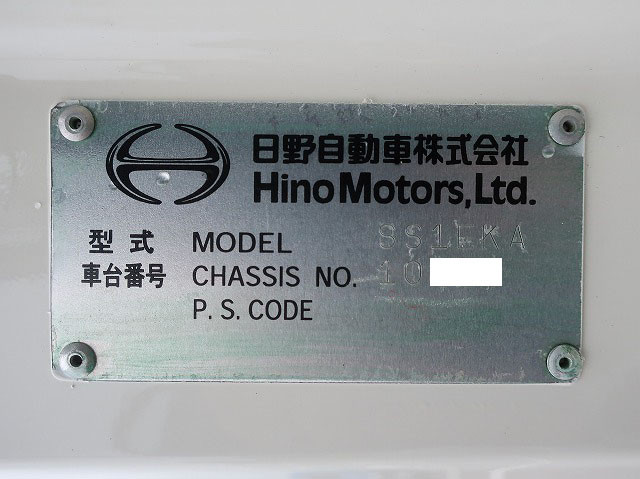 日野自動車株式会社
Hino Motors, Ltd.
型式 MODEL SS1EKA
車台番号 CHASSIS NO. 10
P. S. CODE